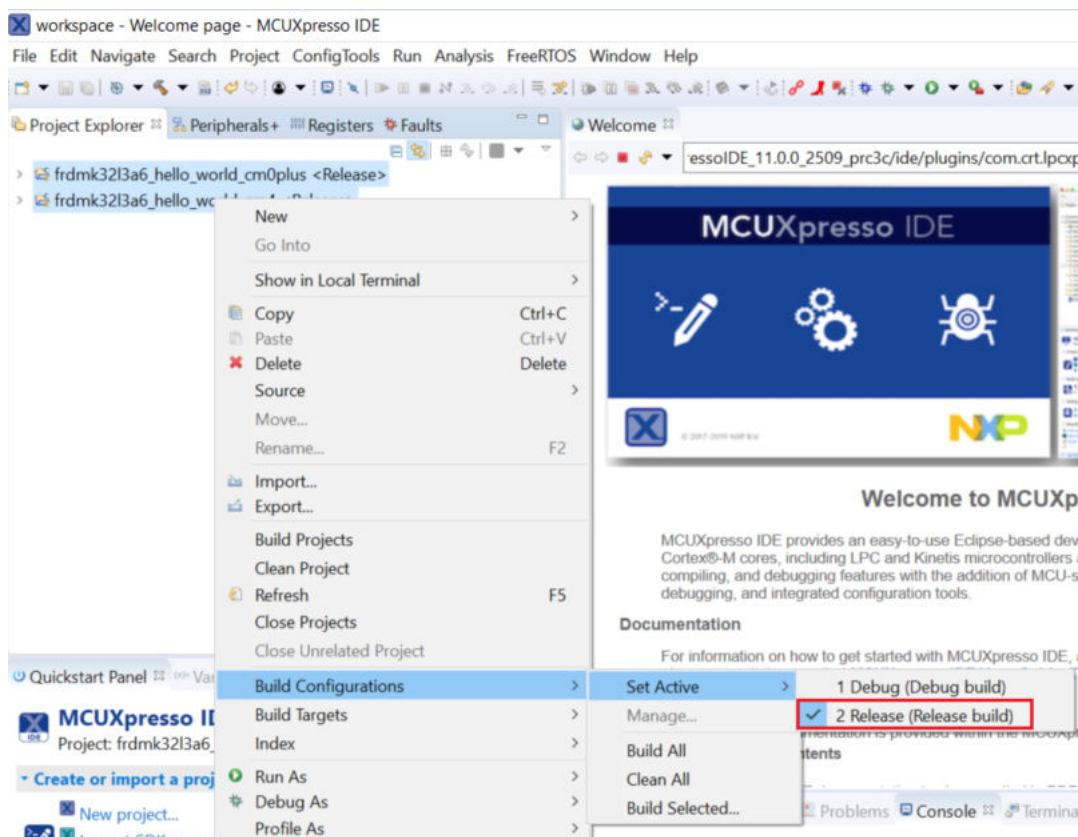 workspace - Welcome page - MCUXpresso IDE
File Edit Navigate Search Project ConfigTools Run Analysis FreeRTOS Window Help
Project Explorer Peripherals+ Registers Faults
Welcome
essoIDE_11.0.0_2509_prc3c/ide/plugins/com.crt.lpcxp
frdmk32l3a6_hello_world_cm0plus <Release>
frdmk32l3a6_hello_wo
New
Go Into
Show in Local Terminal
Copy Ctrl+C
Paste Ctrl+V
Delete Delete
Source
Move...
Rename... F2
Import...
Export...
Build Projects
Clean Project
Refresh F5
Close Projects
Close Unrelated Project
Build Configurations
Build Targets
Index
Run As
Debug As
Profile As
Set Active
Manage...
Build All
Clean All
Build Selected...
1 Debug (Debug build)
2 Release (Release build)
MCUXpresso IDE
NXP
Welcome to MCUXp
MCUXpresso IDE provides an easy-to-use Eclipse-based dev
Cortex®-M cores, including LPC and Kinetis microcontrollers
compiling, and debugging features with the addition of MCU-s
debugging, and integrated configuration tools.
Documentation
For information on how to get started with MCUXpresso IDE,
tents
Quickstart Panel Va
MCUXpresso I
IDE
Project: frdmk32l3a6_
Create or import a proj
New project...
Problems Console Termina